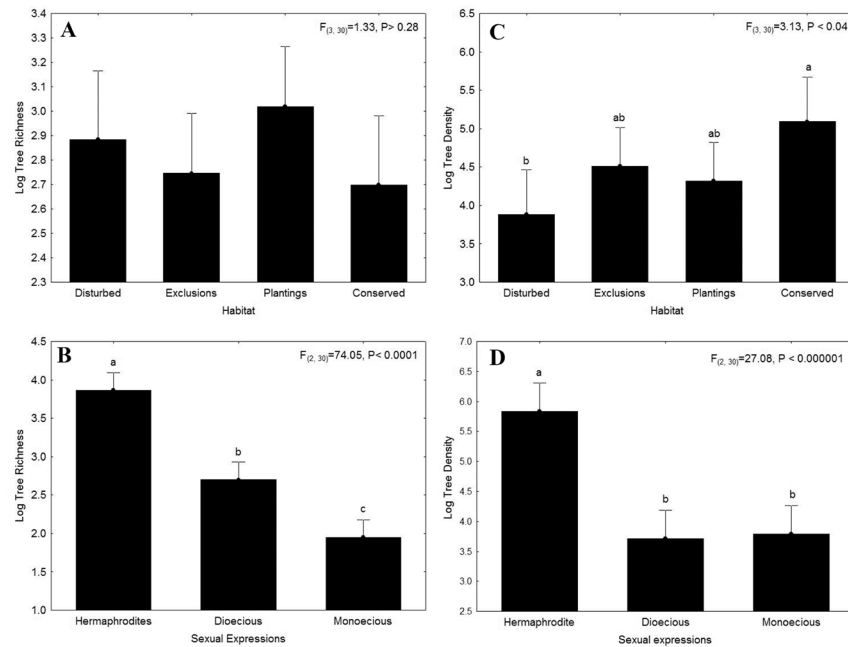 A
F(3, 30)=1.33, P> 0.28
3.4
3.3
3.2
3.1
3.0
2.9
2.8
2.7
2.6
2.5
2.4
2.3
Log Tree Richness
Disturbed Exclusions Plantings Conserved
Habitat
C
F(3, 30)=3.13, P < 0.04
6.5
6.0
5.5
5.0
4.5
4.0
3.5
3.0
Log Tree Density
b
ab
ab
a
Disturbed Exclusions Plantings Conserved
Habitat
B
F(2, 30)=74.05, P< 0.0001
4.5
4.0
3.5
3.0
2.5
2.0
1.5
1.0
Log Tree Richness
a
b
c
Hermaphrodites Dioecious Monoecious
Sexual Expressions
D
F(2, 30)=27.08, P < 0.000001
7.0
6.5
6.0
5.5
5.0
4.5
4.0
3.5
3.0
2.5
Log Tree Density
a
b
b
Hermaphrodite Dioecious Monoecious
Sexual expressions